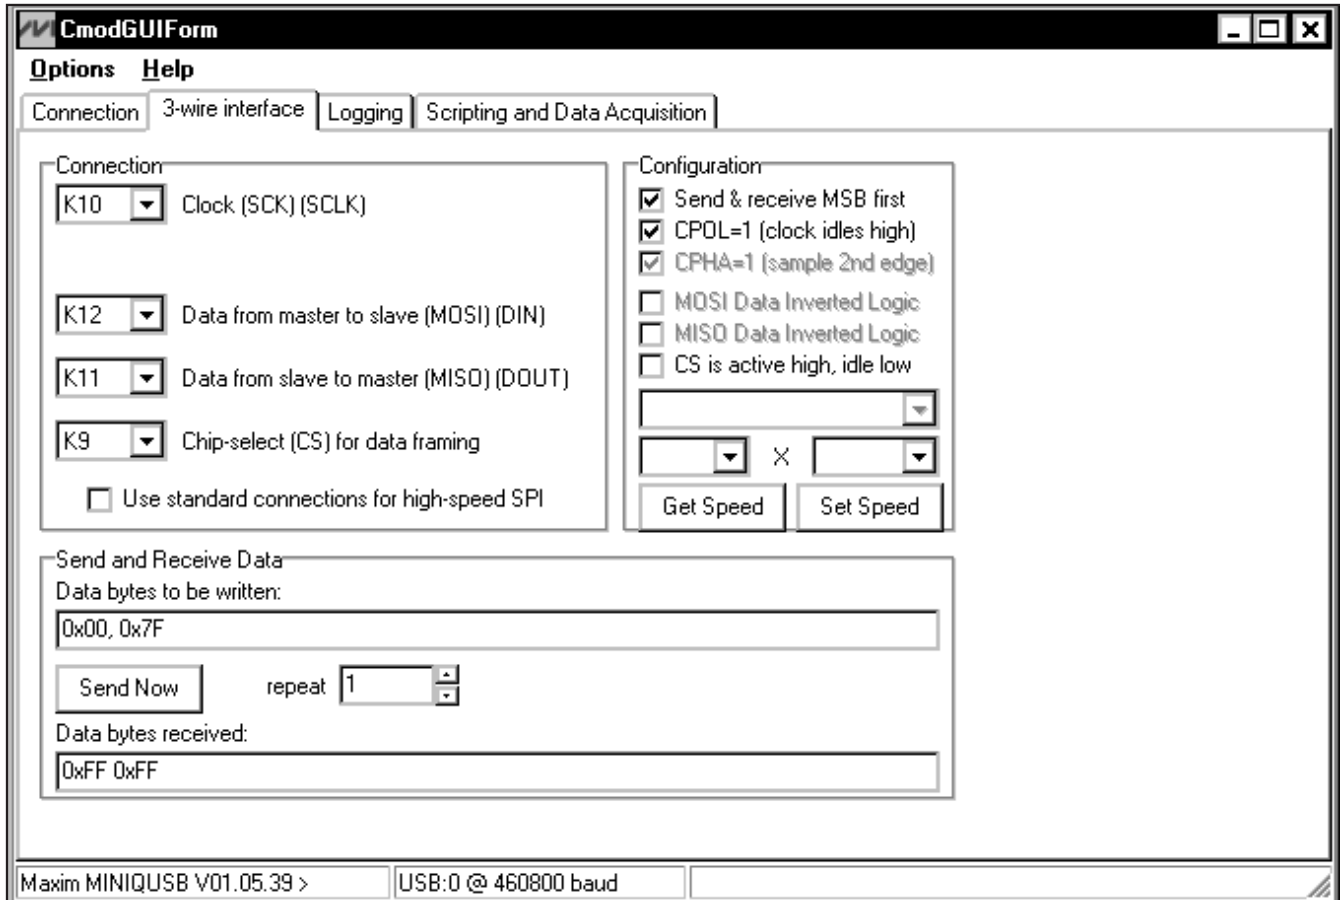 CmodGUIForm
Options Help
Connection 3-wire interface Logging Scripting and Data Acquisition
Connection
K10 Clock (SCK) (SCLK)
K12 Data from master to slave (MOSI) (DIN)
K11 Data from slave to master (MISO) (DOUT)
K9 Chip-select (CS) for data framing
Use standard connections for high-speed SPI
Configuration
Send & receive MSB first
CPOL=1 (clock idles high)
CPHA=1 (sample 2nd edge)
MOSI Data Inverted Logic
MISO Data Inverted Logic
CS is active high, idle low
X
Get Speed Set Speed
Send and Receive Data
Data bytes to be written:
0x00, 0x7F
Send Now repeat 1
Data bytes received:
0xFF 0xFF
Maxim MINIQUSB V01.05.39 > USB:0 @ 460800 baud